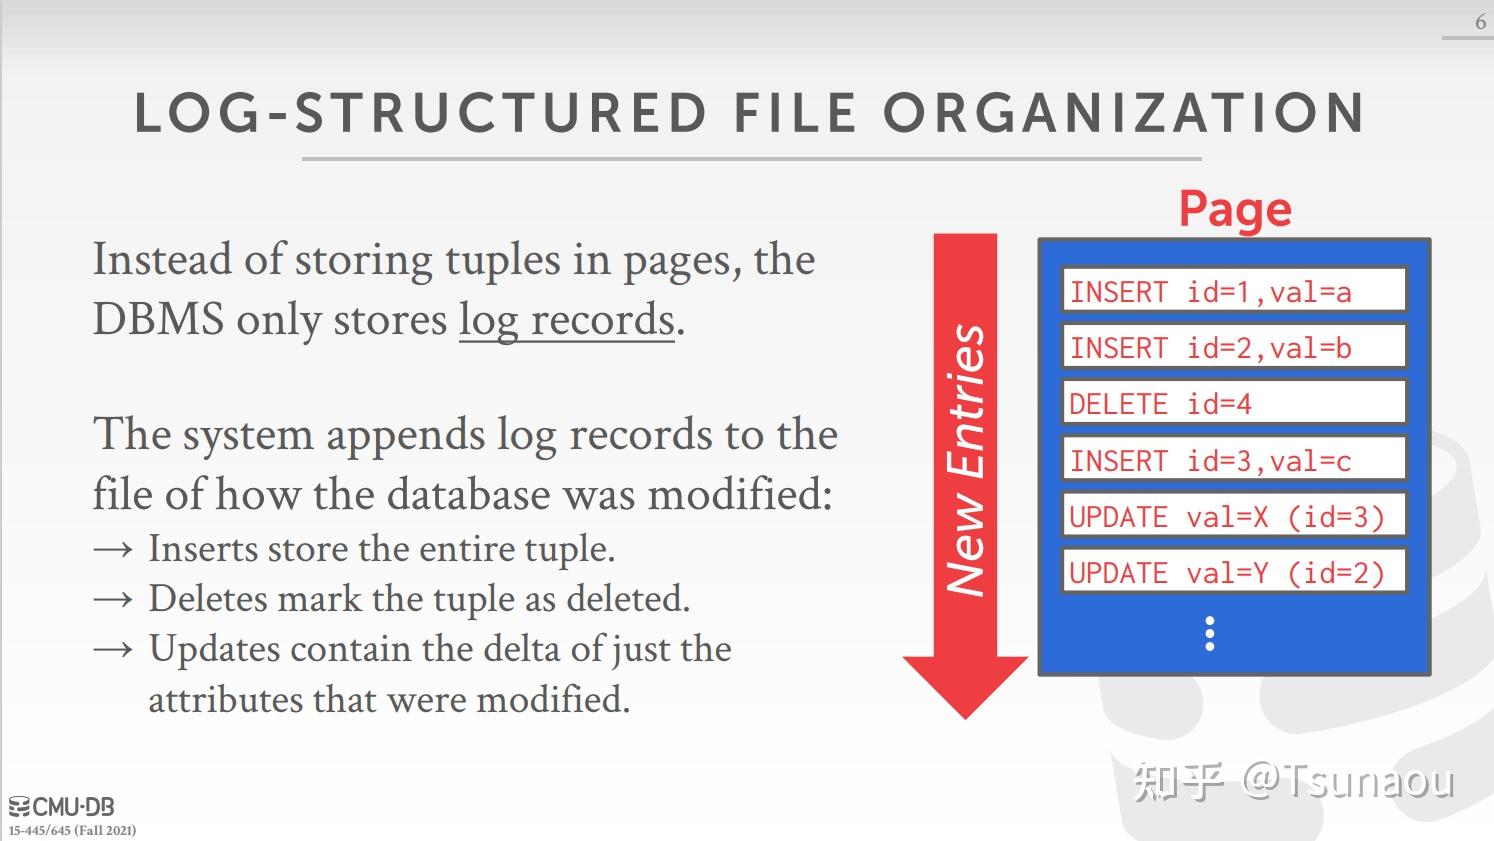 6
LOG-STRUCTURED FILE ORGANIZATION
Instead of storing tuples in pages, the
DBMS only stores log records.
The system appends log records to the
file of how the database was modified:
→ Inserts store the entire tuple.
→ Deletes mark the tuple as deleted.
→ Updates contain the delta of just the
attributes that were modified.
New Entries
Page
INSERT id=1,val=a
INSERT id=2,val=b
DELETE id=4
INSERT id=3,val=c
UPDATE val=X (id=3)
UPDATE val=Y (id=2)
⋮
知乎 @Tsunaou
CMU·DB
15-445/645 (Fall 2021)